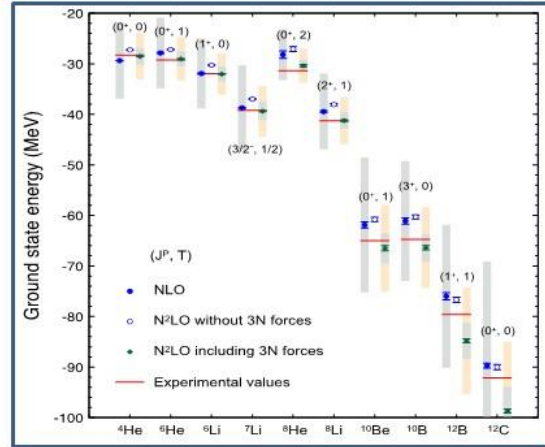 -20
-30
-40
-50
-60
-70
-80
-90
-100
Ground state energy (MeV)
(0⁺, 0)
(0⁺, 1)
(1⁺, 0)
(3/2⁻, 1/2)
(0⁺, 2)
(2⁺, 1)
(0⁺, 1)
(3⁺, 0)
(1⁺, 1)
(0⁺, 0)
(Jᴾ, T)
NLO
N²LO without 3N forces
N²LO including 3N forces
Experimental values
⁴He ⁶He ⁶Li ⁷Li ⁸He ⁸Li ¹⁰Be ¹⁰B ¹²B ¹²C